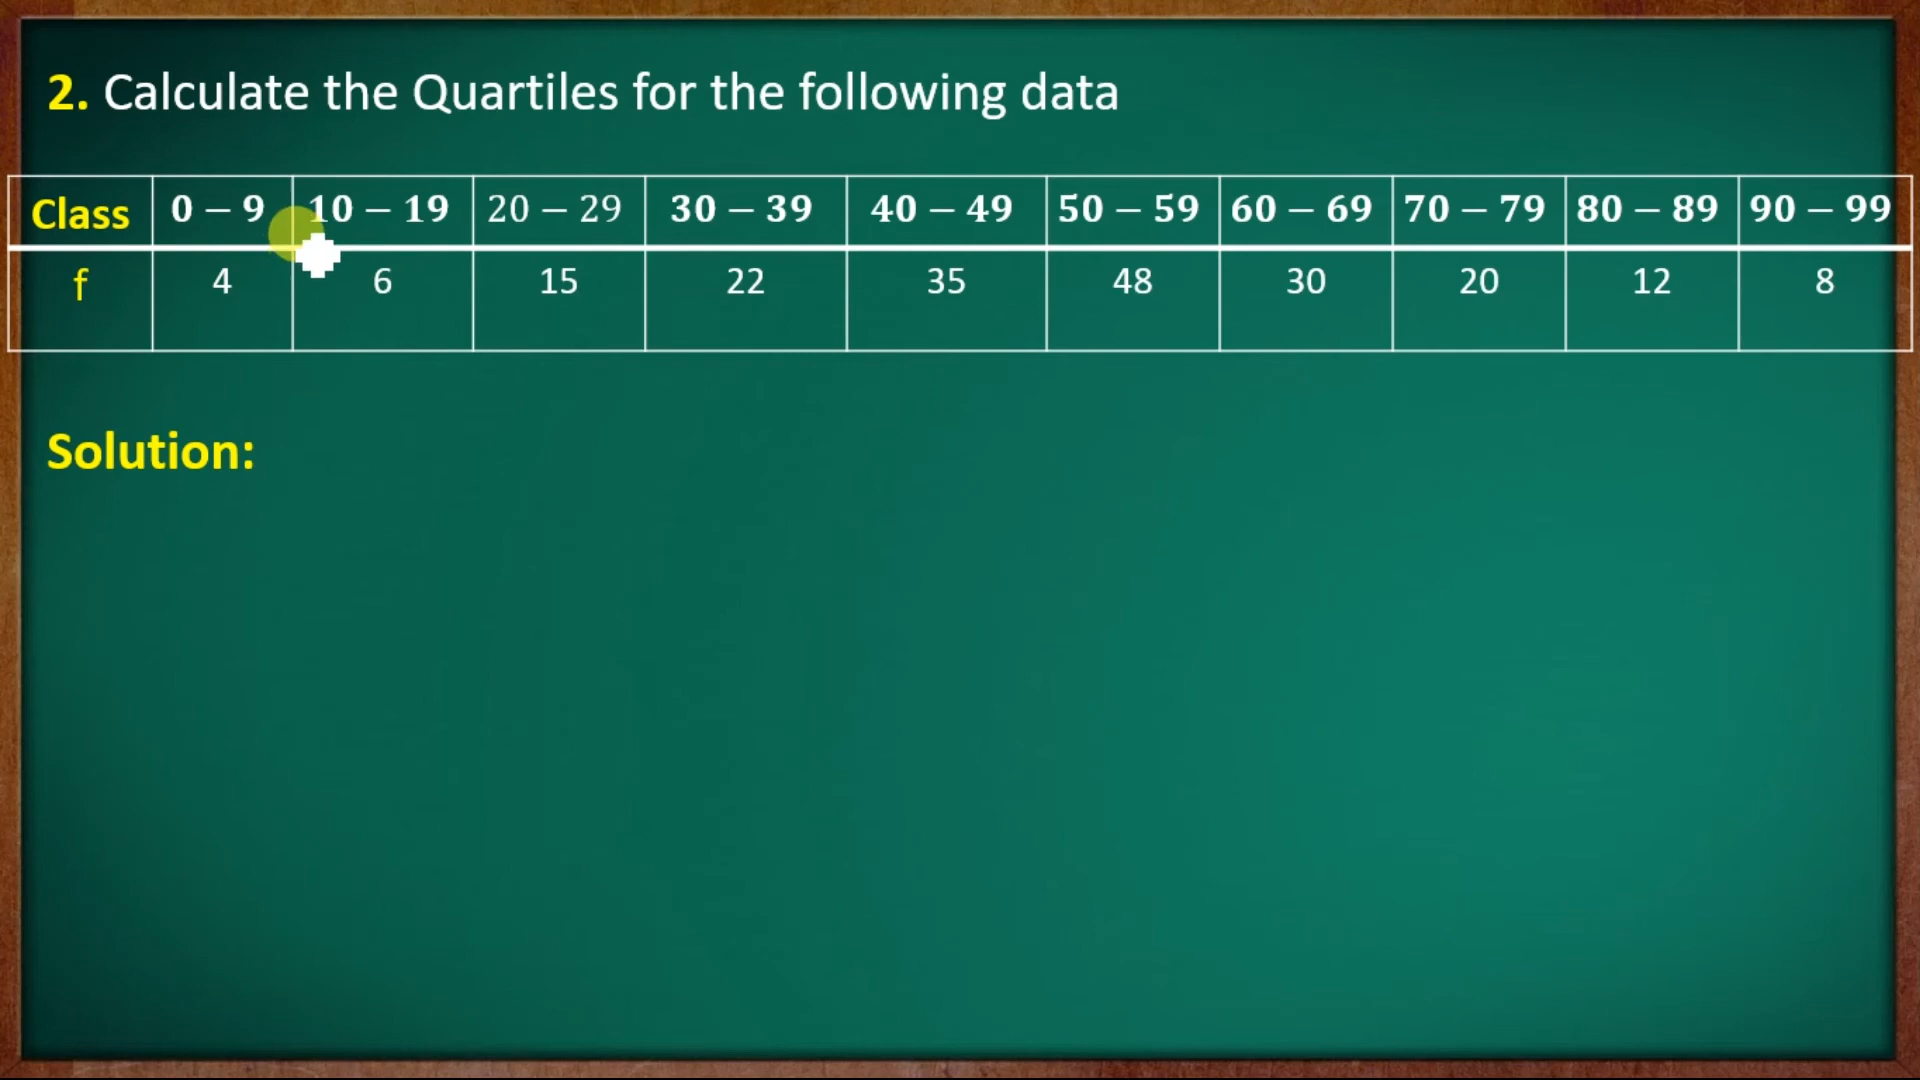 2. Calculate the Quartiles for the following data
Class 0 – 9 10 – 19 20 – 29 30 – 39 40 – 49 50 – 59 60 – 69 70 – 79 80 – 89 90 – 99
f 4 6 15 22 35 48 30 20 12 8
Solution: